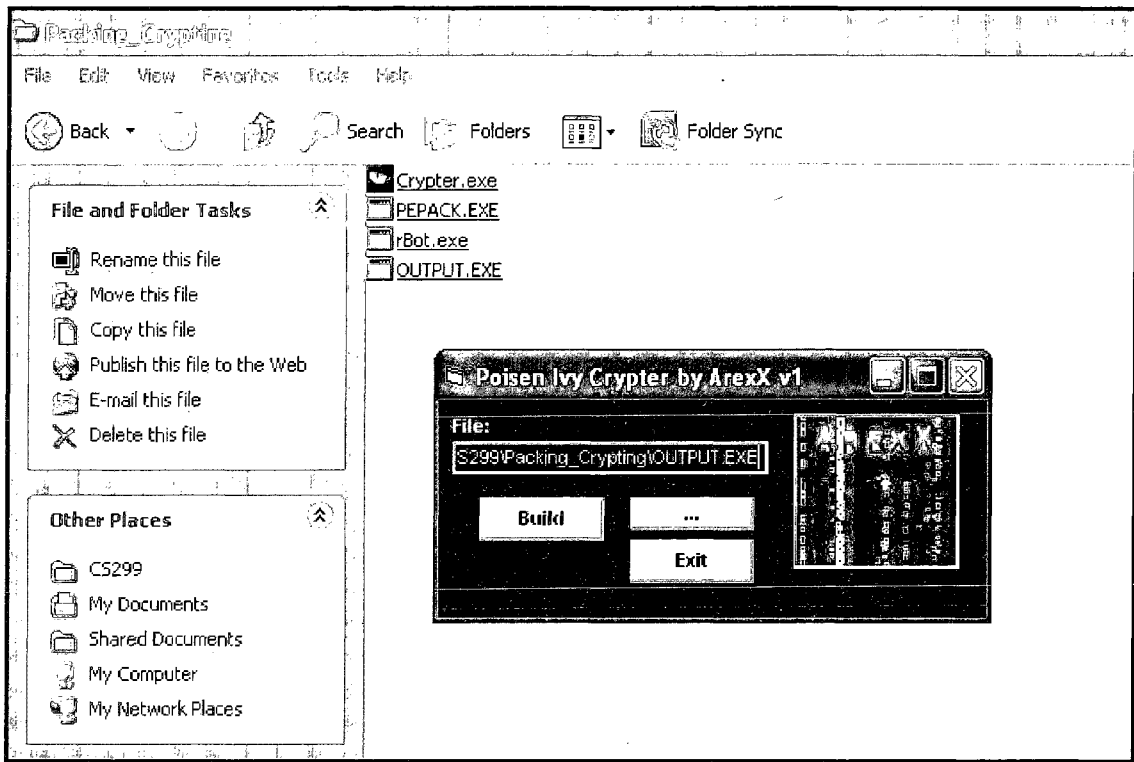 Packing_Crypting
File Edit View Favorites Tools Help
Back Search Folders Folder Sync
File and Folder Tasks
Rename this file
Move this file
Copy this file
Publish this file to the Web
E-mail this file
Delete this file
Other Places
CS299
My Documents
Shared Documents
My Computer
My Network Places
Crypter.exe
PEPACK.EXE
rBot.exe
OUTPUT.EXE
Poisen Ivy Crypter by ArexX v1
File:
S299\Packing_Crypting\OUTPUT.EXE
Build
...
Exit
A R E X X